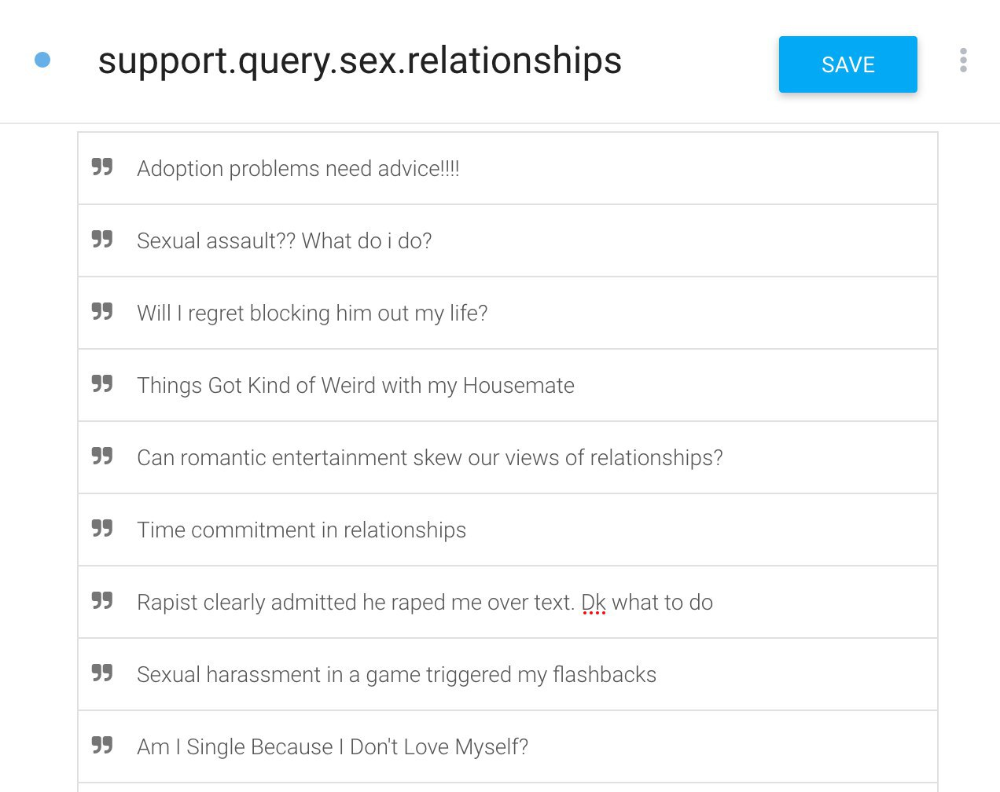 support.query.sex.relationships
SAVE
Adoption problems need advice!!!!
Sexual assault?? What do i do?
Will I regret blocking him out my life?
Things Got Kind of Weird with my Housemate
Can romantic entertainment skew our views of relationships?
Time commitment in relationships
Rapist clearly admitted he raped me over text. Dk what to do
Sexual harassment in a game triggered my flashbacks
Am I Single Because I Don't Love Myself?